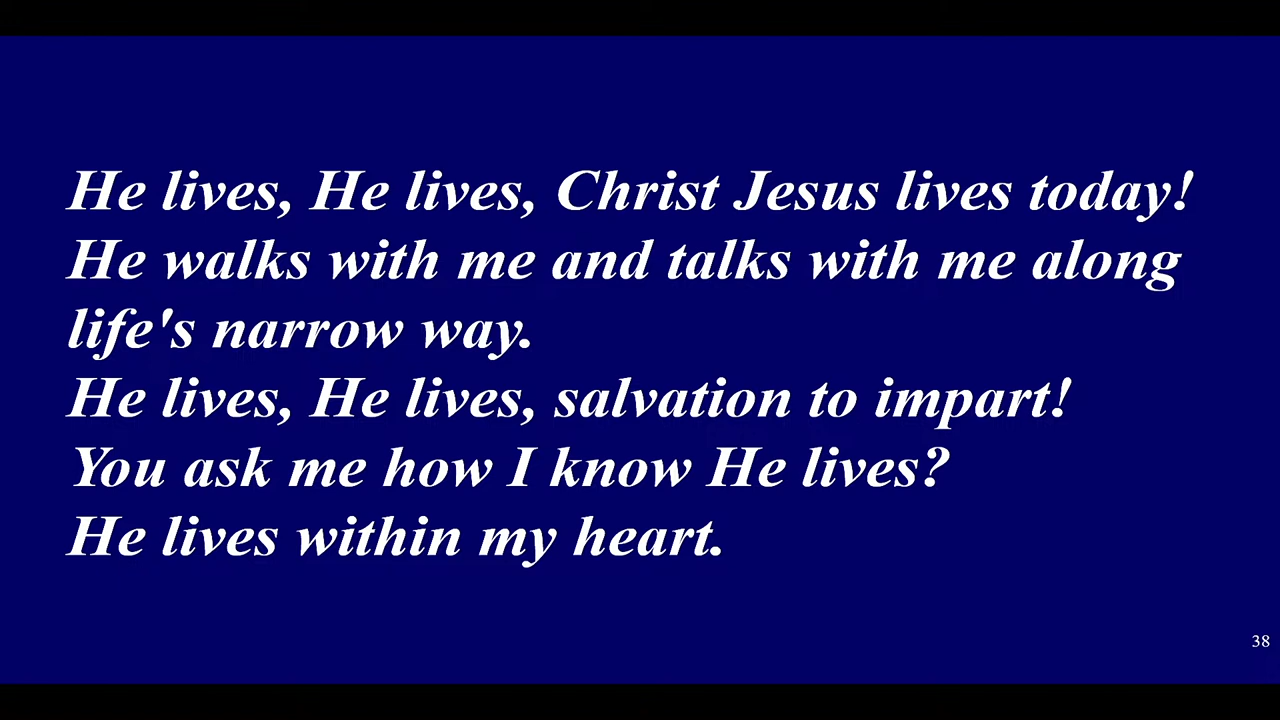 He lives, He lives, Christ Jesus lives today!
He walks with me and talks with me along
life's narrow way.
He lives, He lives, salvation to impart!
You ask me how I know He lives?
He lives within my heart.
38